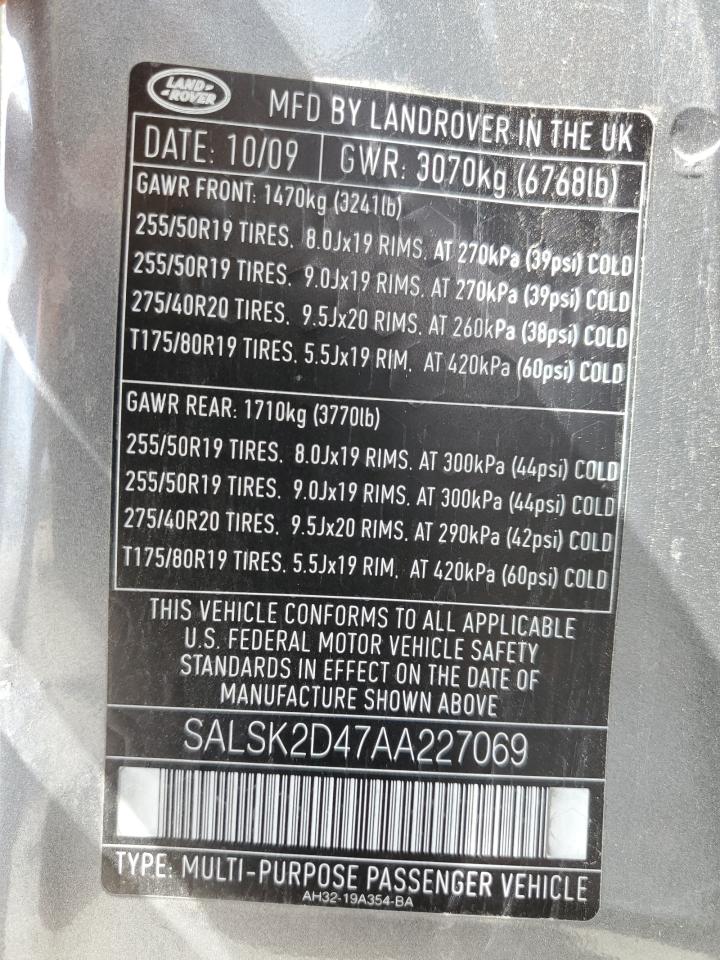 LAND ROVER
MFD BY LANDROVER IN THE UK
DATE: 10/09 GWR: 3070kg (6768lb)
GAWR FRONT: 1470kg (3241lb)
255/50R19 TIRES. 8.0Jx19 RIMS. AT 270kPa (39psi) COLD
255/50R19 TIRES. 9.0Jx19 RIMS. AT 270kPa (39psi) COLD
275/40R20 TIRES. 9.5Jx20 RIMS. AT 260kPa (38psi) COLD
T175/80R19 TIRES. 5.5Jx19 RIM. AT 420kPa (60psi) COLD
GAWR REAR: 1710kg (3770lb)
255/50R19 TIRES. 8.0Jx19 RIMS. AT 300kPa (44psi) COLD
255/50R19 TIRES. 9.0Jx19 RIMS. AT 300kPa (44psi) COLD
275/40R20 TIRES. 9.5Jx20 RIMS. AT 290kPa (42psi) COLD
T175/80R19 TIRES. 5.5Jx19 RIM. AT 420kPa (60psi) COLD
THIS VEHICLE CONFORMS TO ALL APPLICABLE
U.S. FEDERAL MOTOR VEHICLE SAFETY
STANDARDS IN EFFECT ON THE DATE OF
MANUFACTURE SHOWN ABOVE
SALSK2D47AA227069
TYPE: MULTI-PURPOSE PASSENGER VEHICLE
AH32-19A354-BA